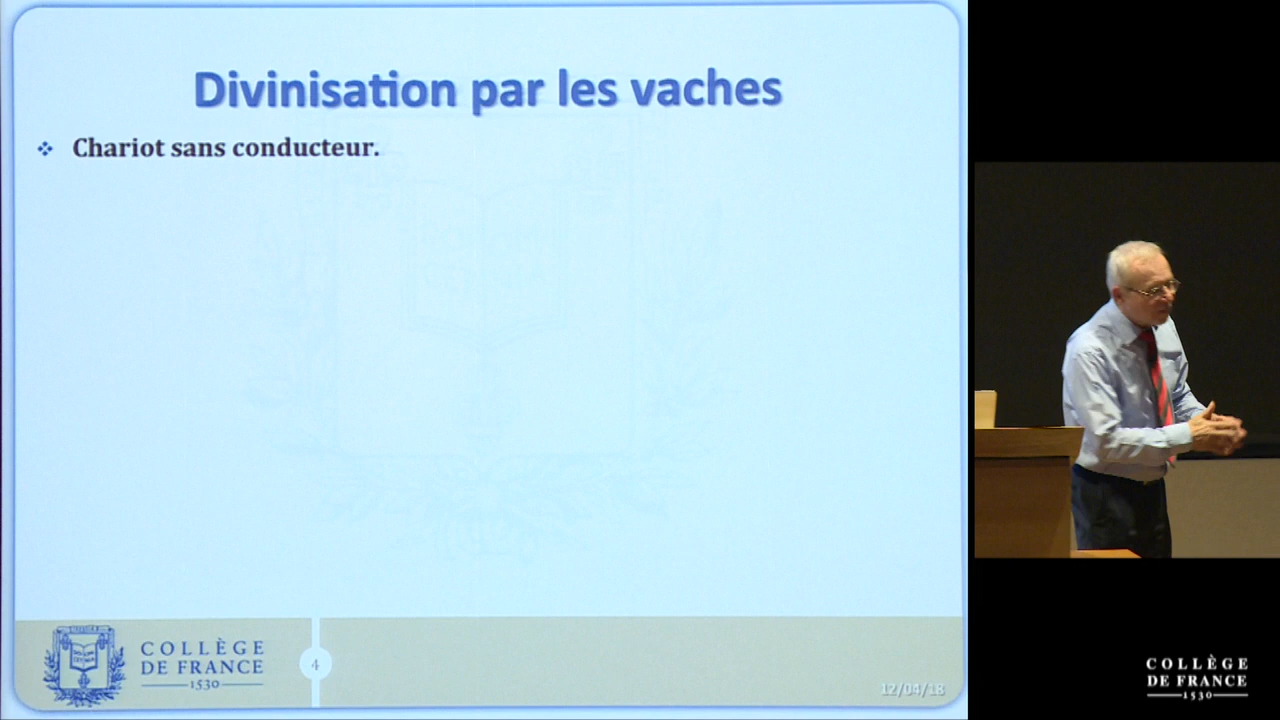 Divinisation par les vaches
❖ Chariot sans conducteur.
COLLÈGE
DE FRANCE
1530
4
12/04/18
COLLÈGE
DE FRANCE
1530